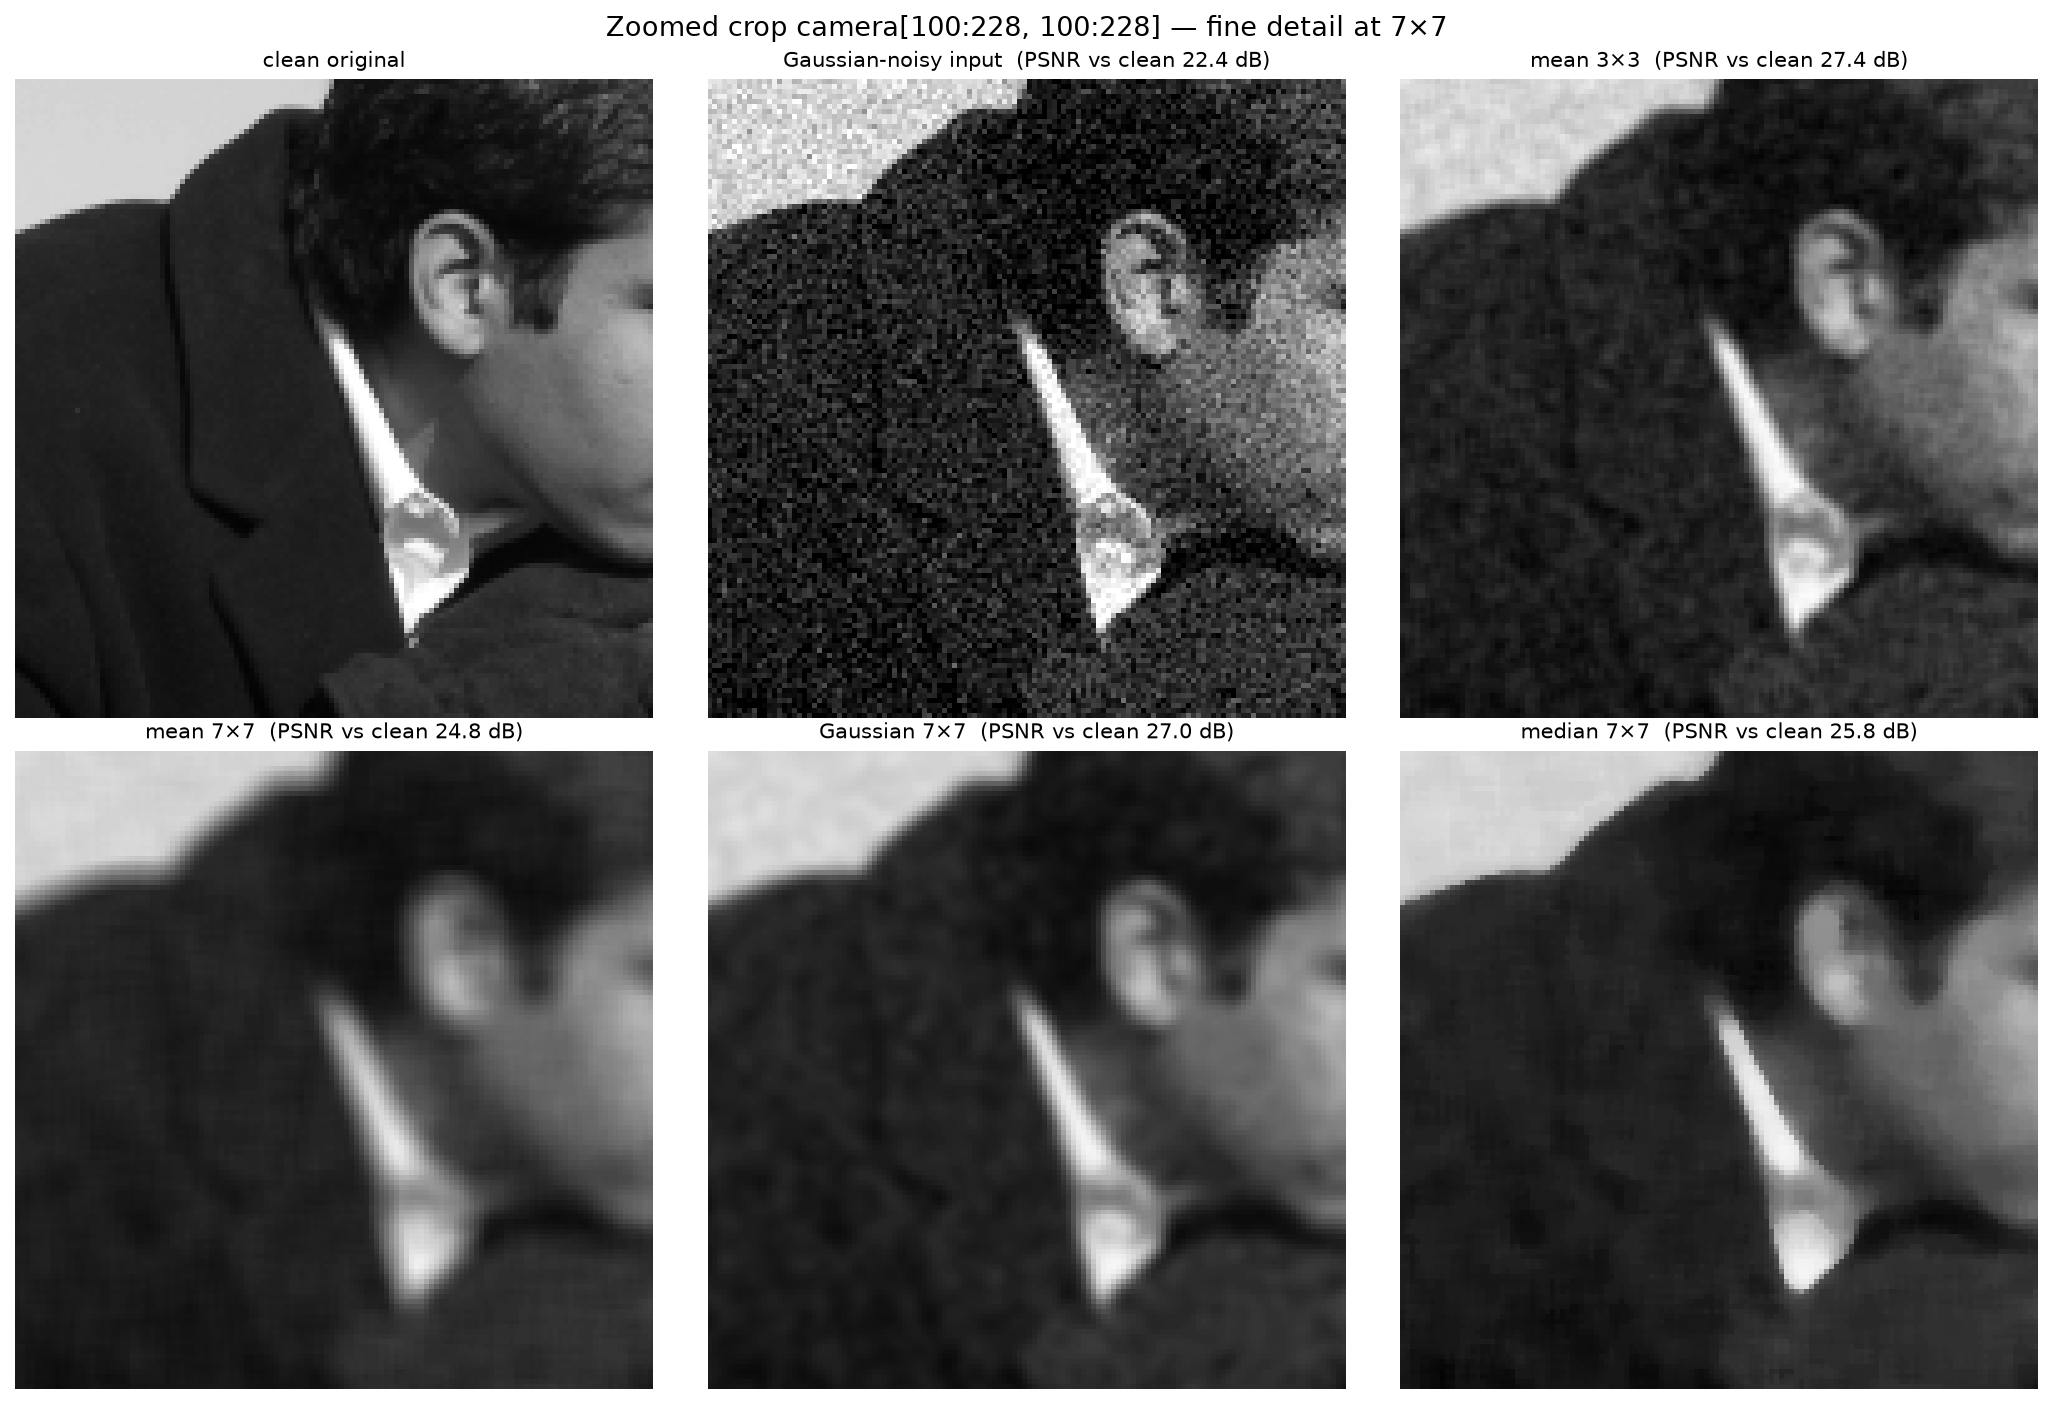 Zoomed crop camera[100:228, 100:228] — fine detail at 7×7
clean original
Gaussian-noisy input  (PSNR vs clean 22.4 dB)
mean 3×3  (PSNR vs clean 27.4 dB)
mean 7×7  (PSNR vs clean 24.8 dB)
Gaussian 7×7  (PSNR vs clean 27.0 dB)
median 7×7  (PSNR vs clean 25.8 dB)